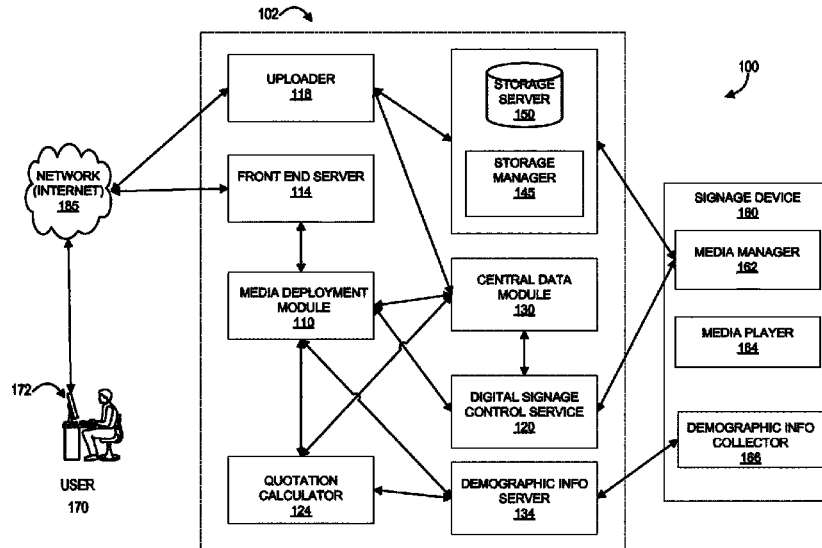 102
100
UPLOADER
118
STORAGE
SERVER
150
STORAGE
MANAGER
145
NETWORK
(INTERNET)
185
FRONT END SERVER
114
SIGNAGE DEVICE
160
MEDIA MANAGER
162
MEDIA DEPLOYMENT
MODULE
110
CENTRAL DATA
MODULE
130
MEDIA PLAYER
164
172
DIGITAL SIGNAGE
CONTROL SERVICE
120
DEMOGRAPHIC INFO
COLLECTOR
166
USER
170
QUOTATION
CALCULATOR
124
DEMOGRAPHIC INFO
SERVER
134